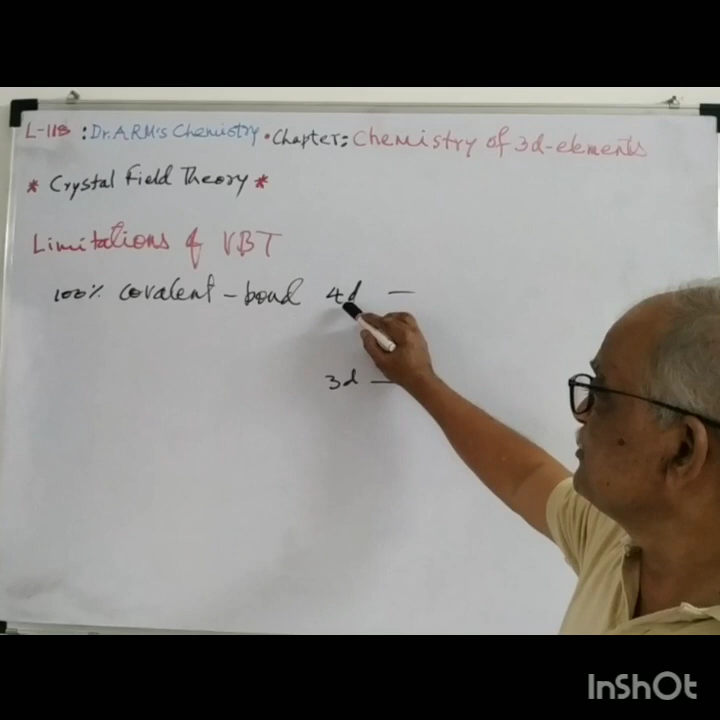 L-118 : Dr. ARM's Chemistry • Chapter: Chemistry of 3d-elements
* Crystal Field Theory *
Limitations of VBT
100% covalent - bond 4d —
3d —
InShOt